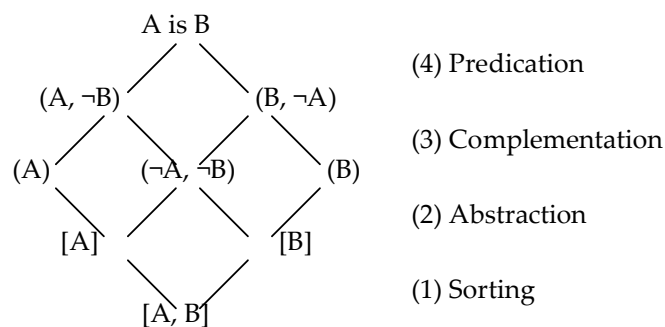 A is B
(4) Predication
(A, ¬B) (B, ¬A)
(3) Complementation
(A) (¬A, ¬B) (B)
(2) Abstraction
[A] [B]
(1) Sorting
[A, B]